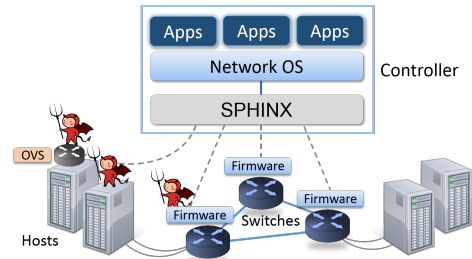 Apps Apps Apps
Network OS
Controller
SPHINX
OVS
Firmware
Firmware
Firmware
Switches
Hosts